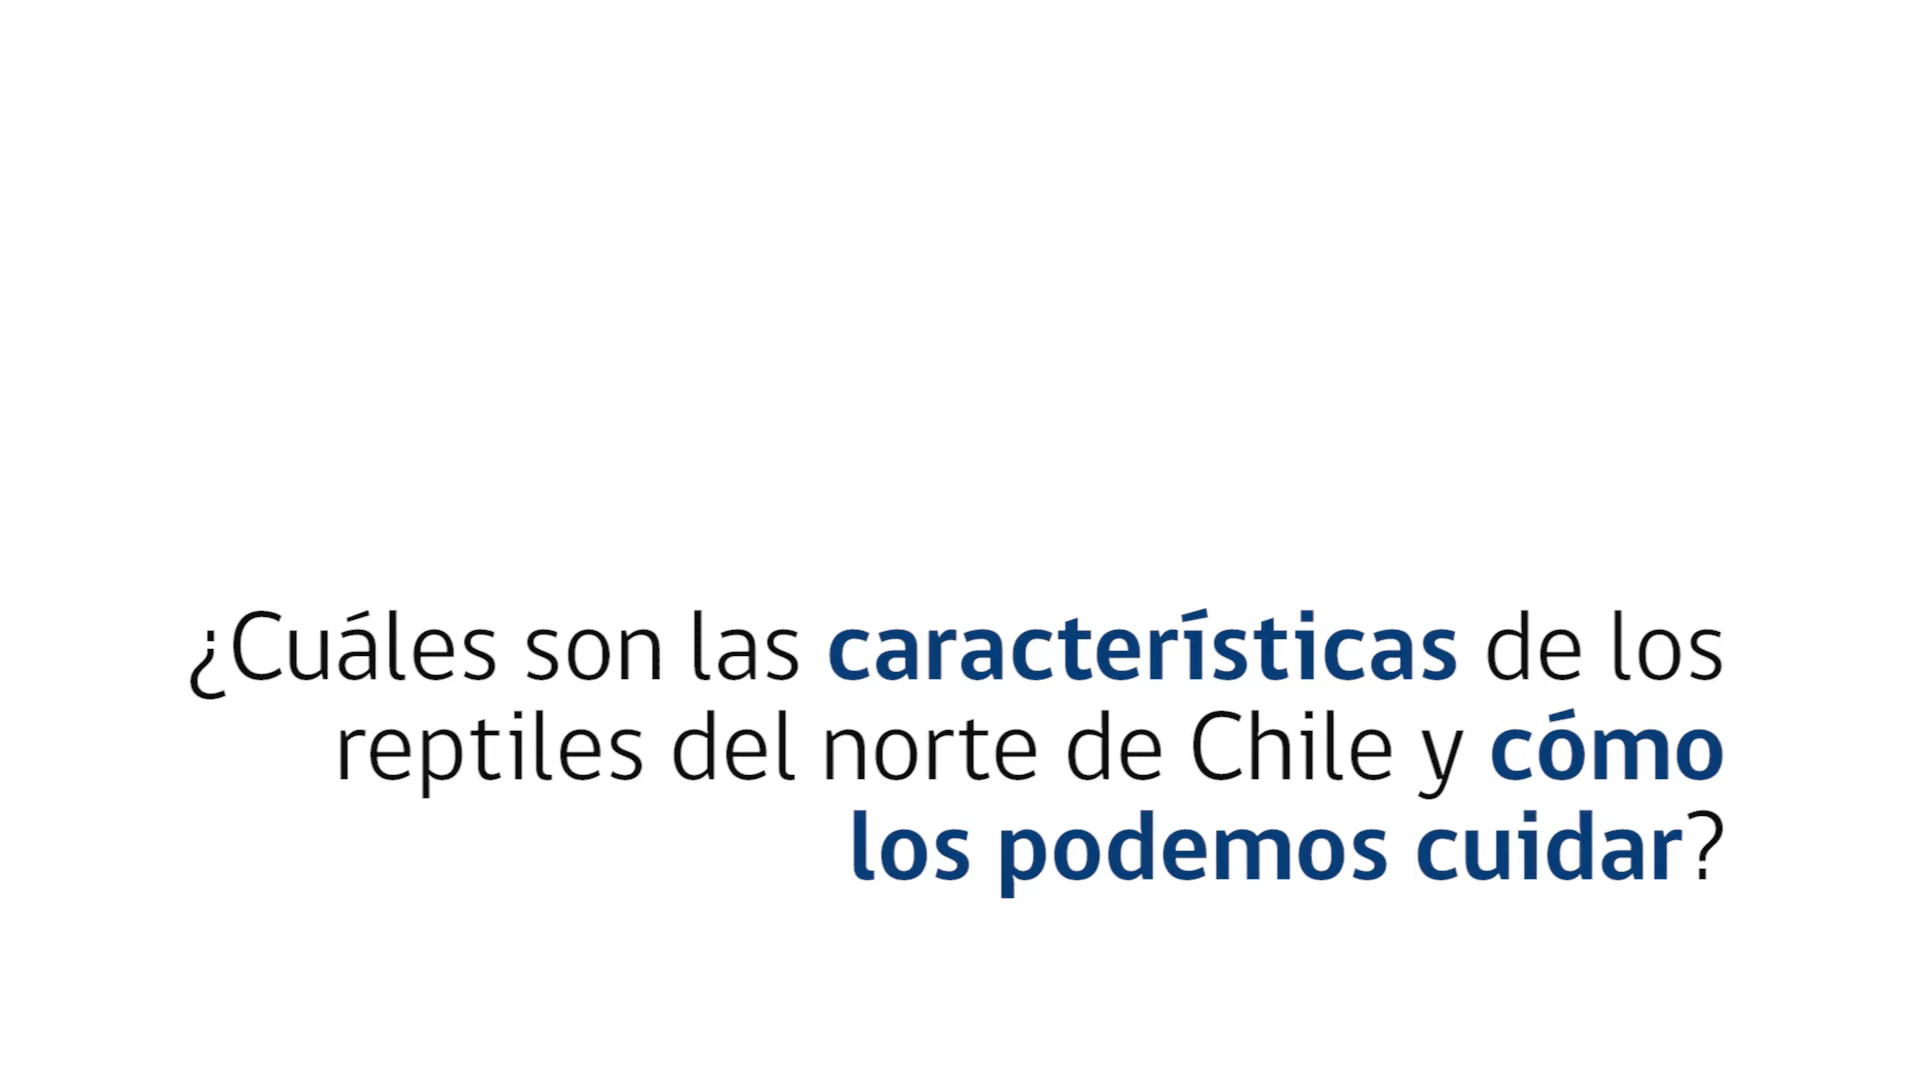 ¿Cuáles son las características de los
reptiles del norte de Chile y cómo
los podemos cuidar?